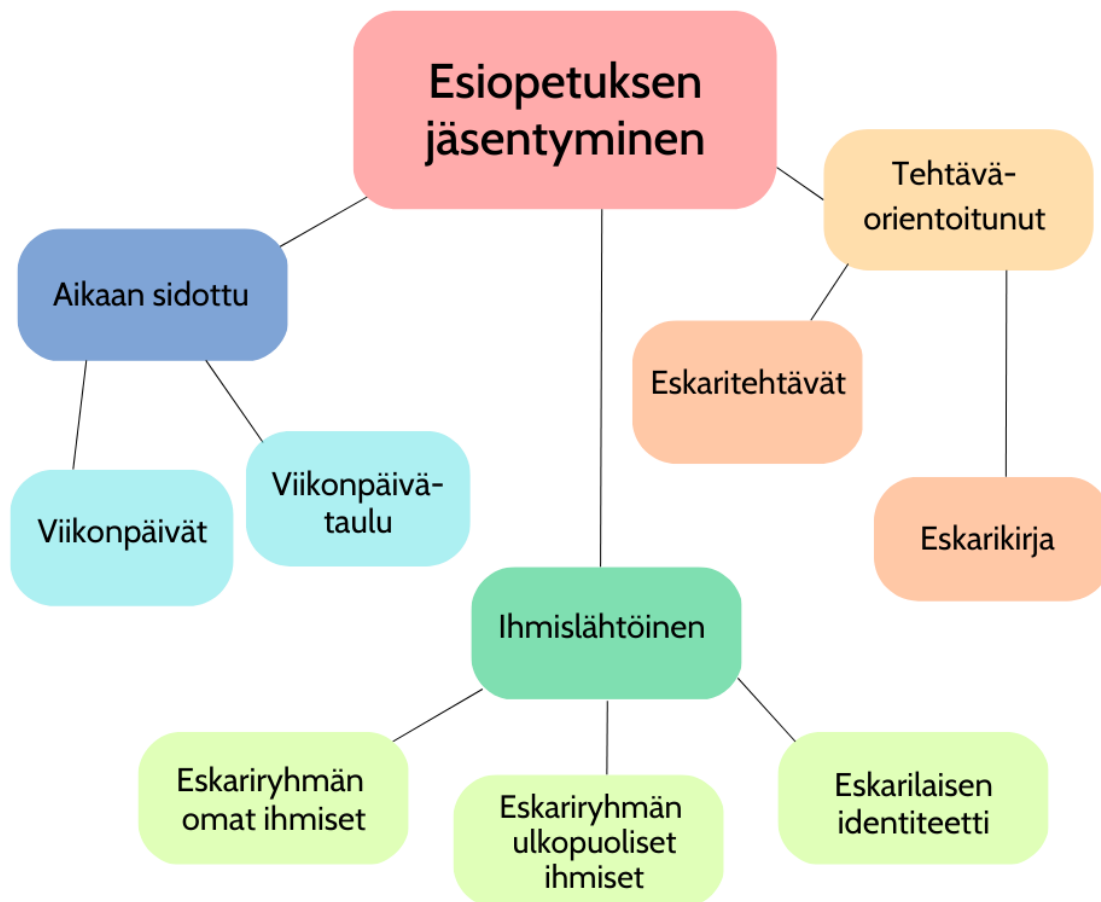 Esiopetuksen
jäsentyminen
Tehtävä-
orientoitunut
Aikaan sidottu
Eskaritehtävät
Viikonpäivä-
taulu
Viikonpäivät
Eskarikirja
Ihmislähtöinen
Eskariryhmän
omat ihmiset
Eskariryhmän
ulkopuoliset
ihmiset
Eskarilaisen
identiteetti